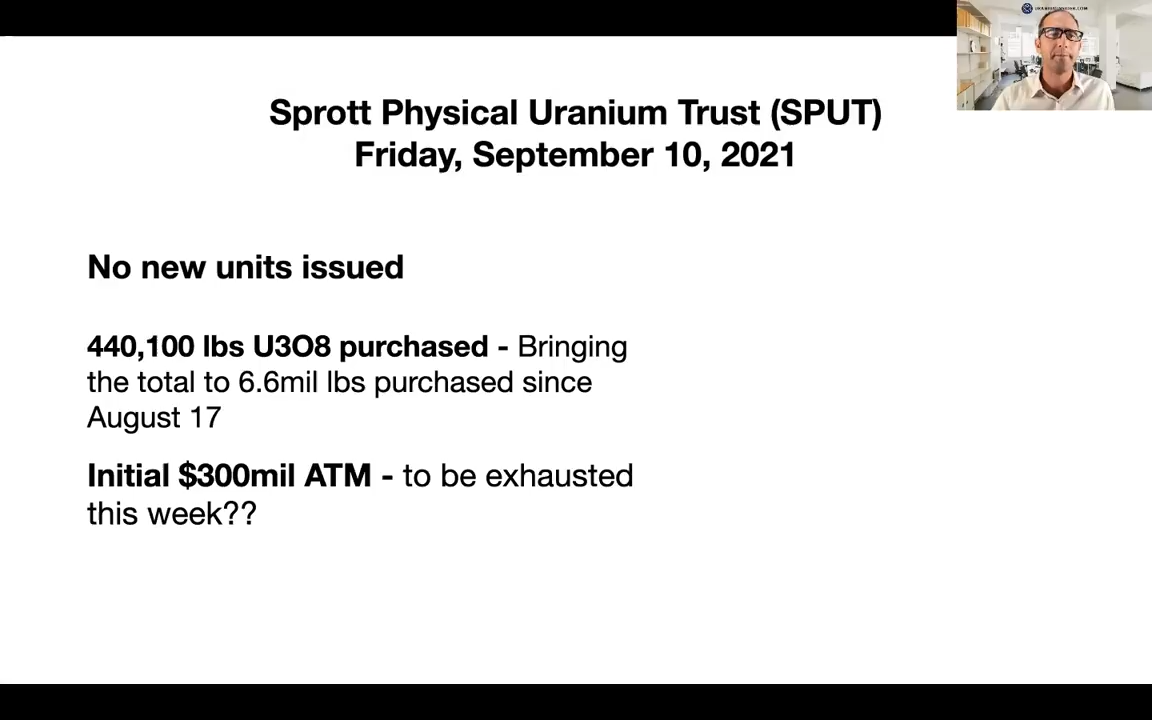 Sprott Physical Uranium Trust (SPUT)
Friday, September 10, 2021
No new units issued
440,100 lbs U3O8 purchased - Bringing
the total to 6.6mil lbs purchased since
August 17
Initial $300mil ATM - to be exhausted
this week??